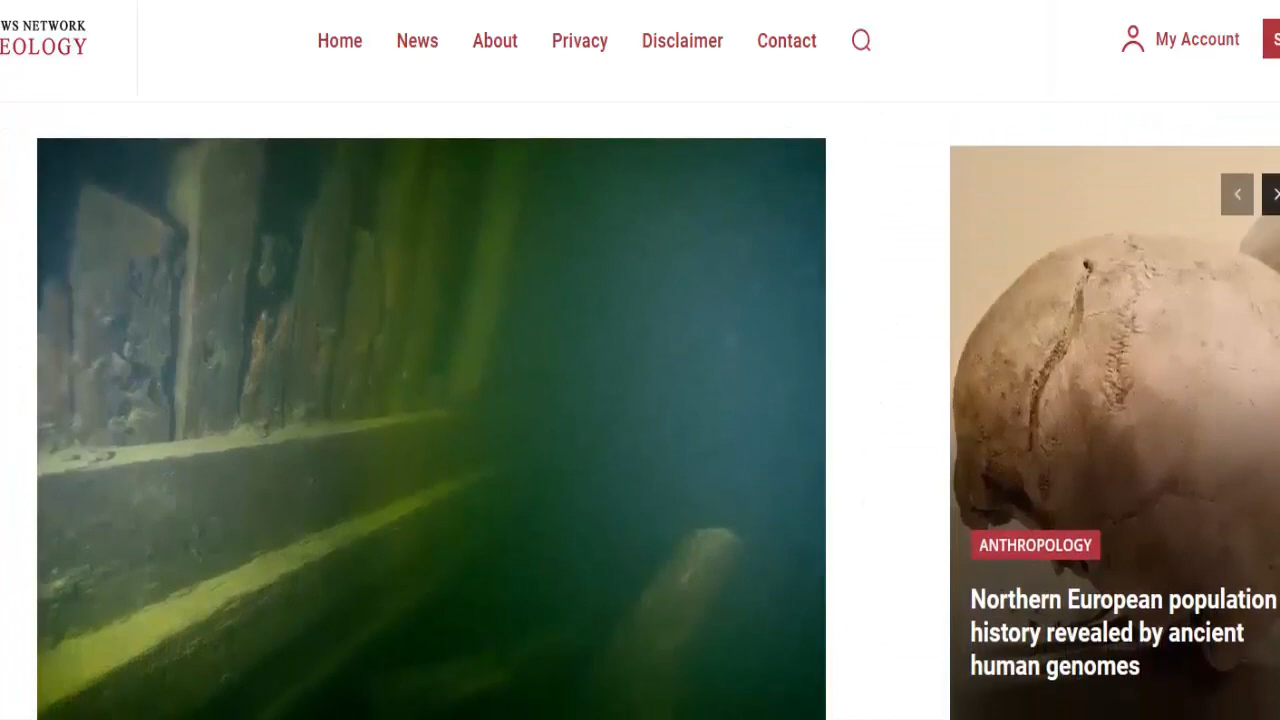 WS NETWORK
EOLOGY
Home News About Privacy Disclaimer Contact
My Account
S
ANTHROPOLOGY
Northern European population
history revealed by ancient
human genomes